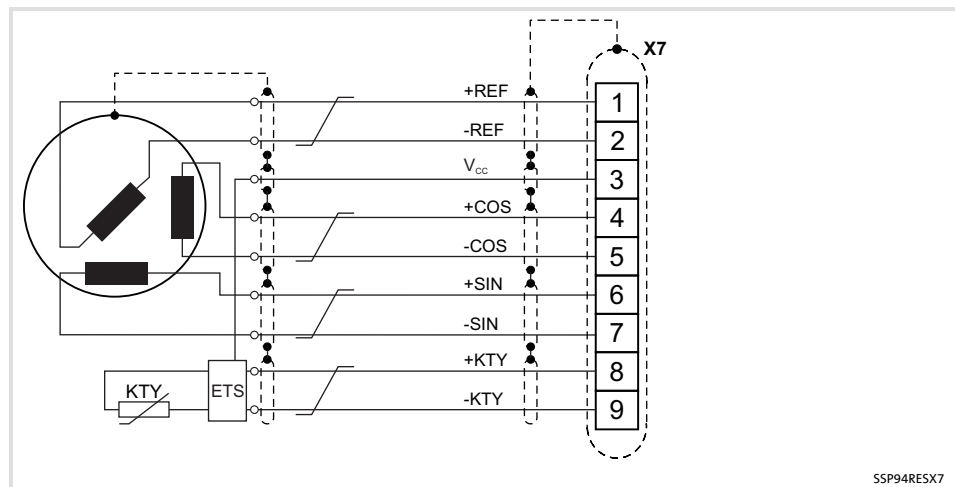 X7
+REF
1
-REF
2
Vcc
3
+COS
4
-COS
5
+SIN
6
-SIN
7
+KTY
8
KTY
ETS
-KTY
9
SSP94RESX7